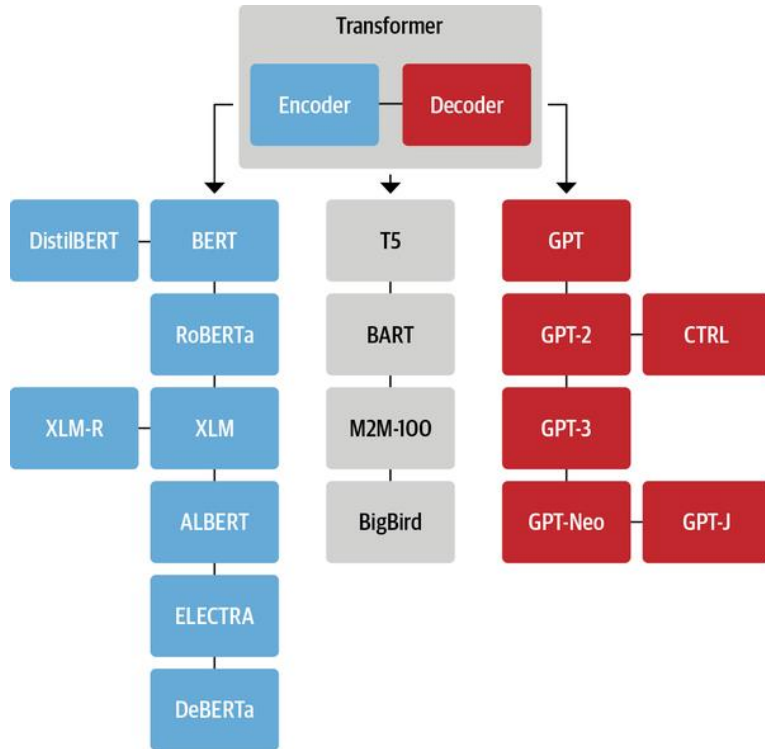 Transformer
Encoder
Decoder
DistilBERT
BERT
T5
GPT
RoBERTa
BART
GPT-2
CTRL
XLM-R
XLM
M2M-100
GPT-3
ALBERT
BigBird
GPT-Neo
GPT-J
ELECTRA
DeBERTa